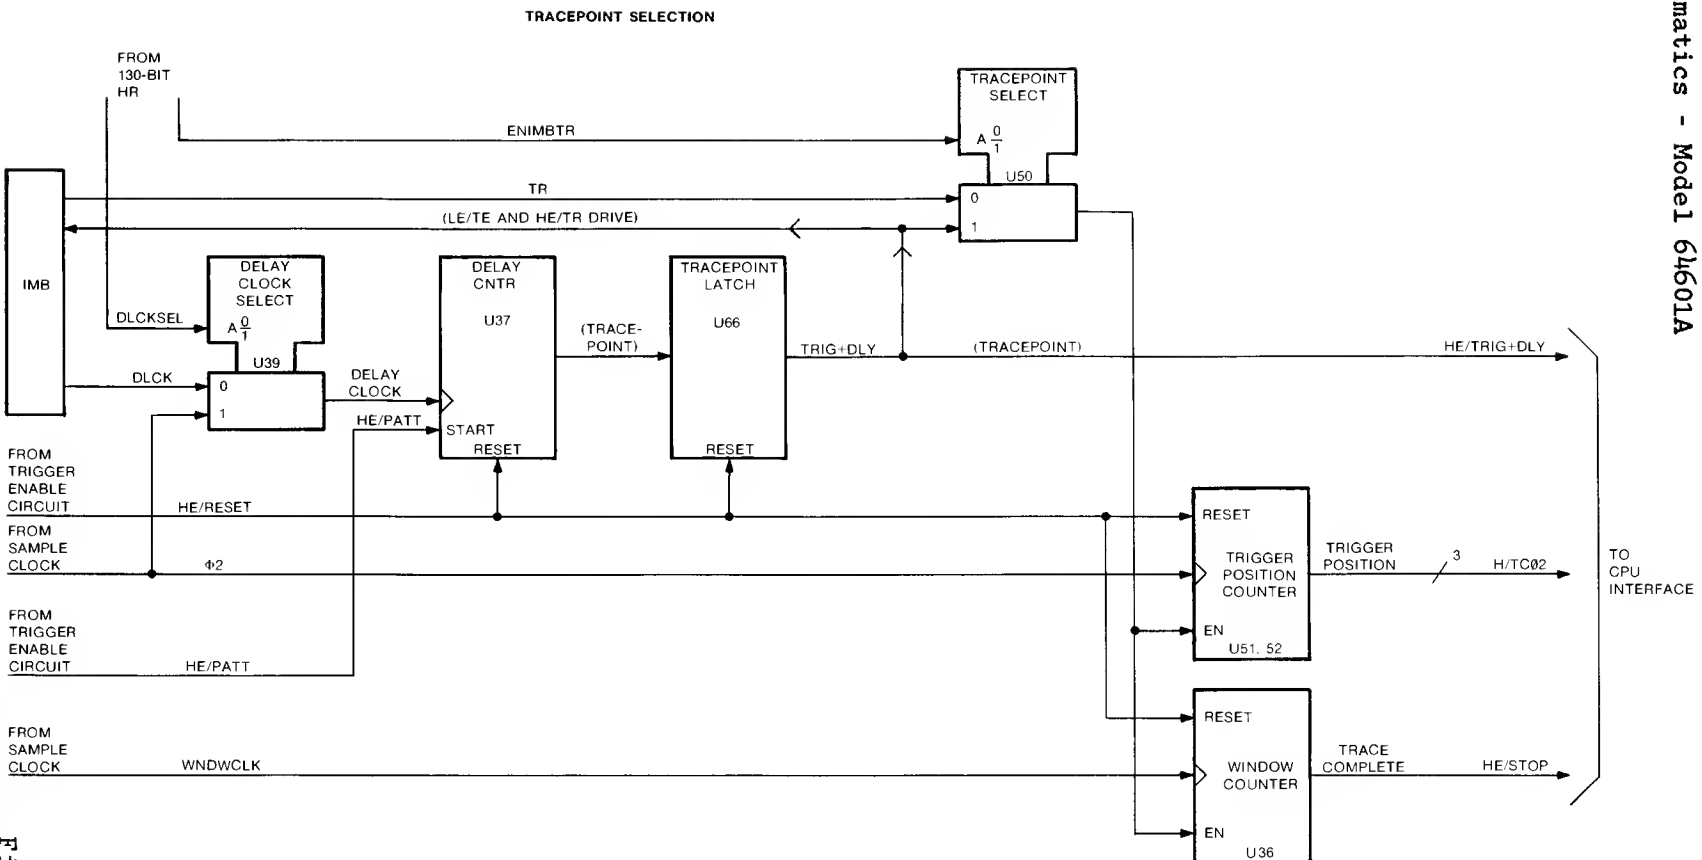 TRACEPOINT SELECTION
matics - Model 64601A
FROM
130-BIT
HR
ENIMBTR
TRACEPOINT
SELECT
A 0
1
U50
TR
0
(LE/TE AND HE/TR DRIVE)
1
IMB
DELAY
CLOCK
SELECT
DLCKSEL
A 0
1
U39
DLCK
0
1
DELAY
CLOCK
DELAY
CNTR
U37
HE/PATT
START
RESET
(TRACE-
POINT)
TRACEPOINT
LATCH
U66
RESET
TRIG+DLY
(TRACEPOINT)
HE/TRIG+DLY
FROM
TRIGGER
ENABLE
CIRCUIT
HE/RESET
FROM
SAMPLE
CLOCK
Φ2
RESET
TRIGGER
POSITION
COUNTER
EN
U51, 52
TRIGGER
POSITION
3
H/TCØ2
TO
CPU
INTERFACE
FROM
TRIGGER
ENABLE
CIRCUIT
HE/PATT
FROM
SAMPLE
CLOCK
WNDWCLK
RESET
WINDOW
COUNTER
EN
U36
TRACE
COMPLETE
HE/STOP